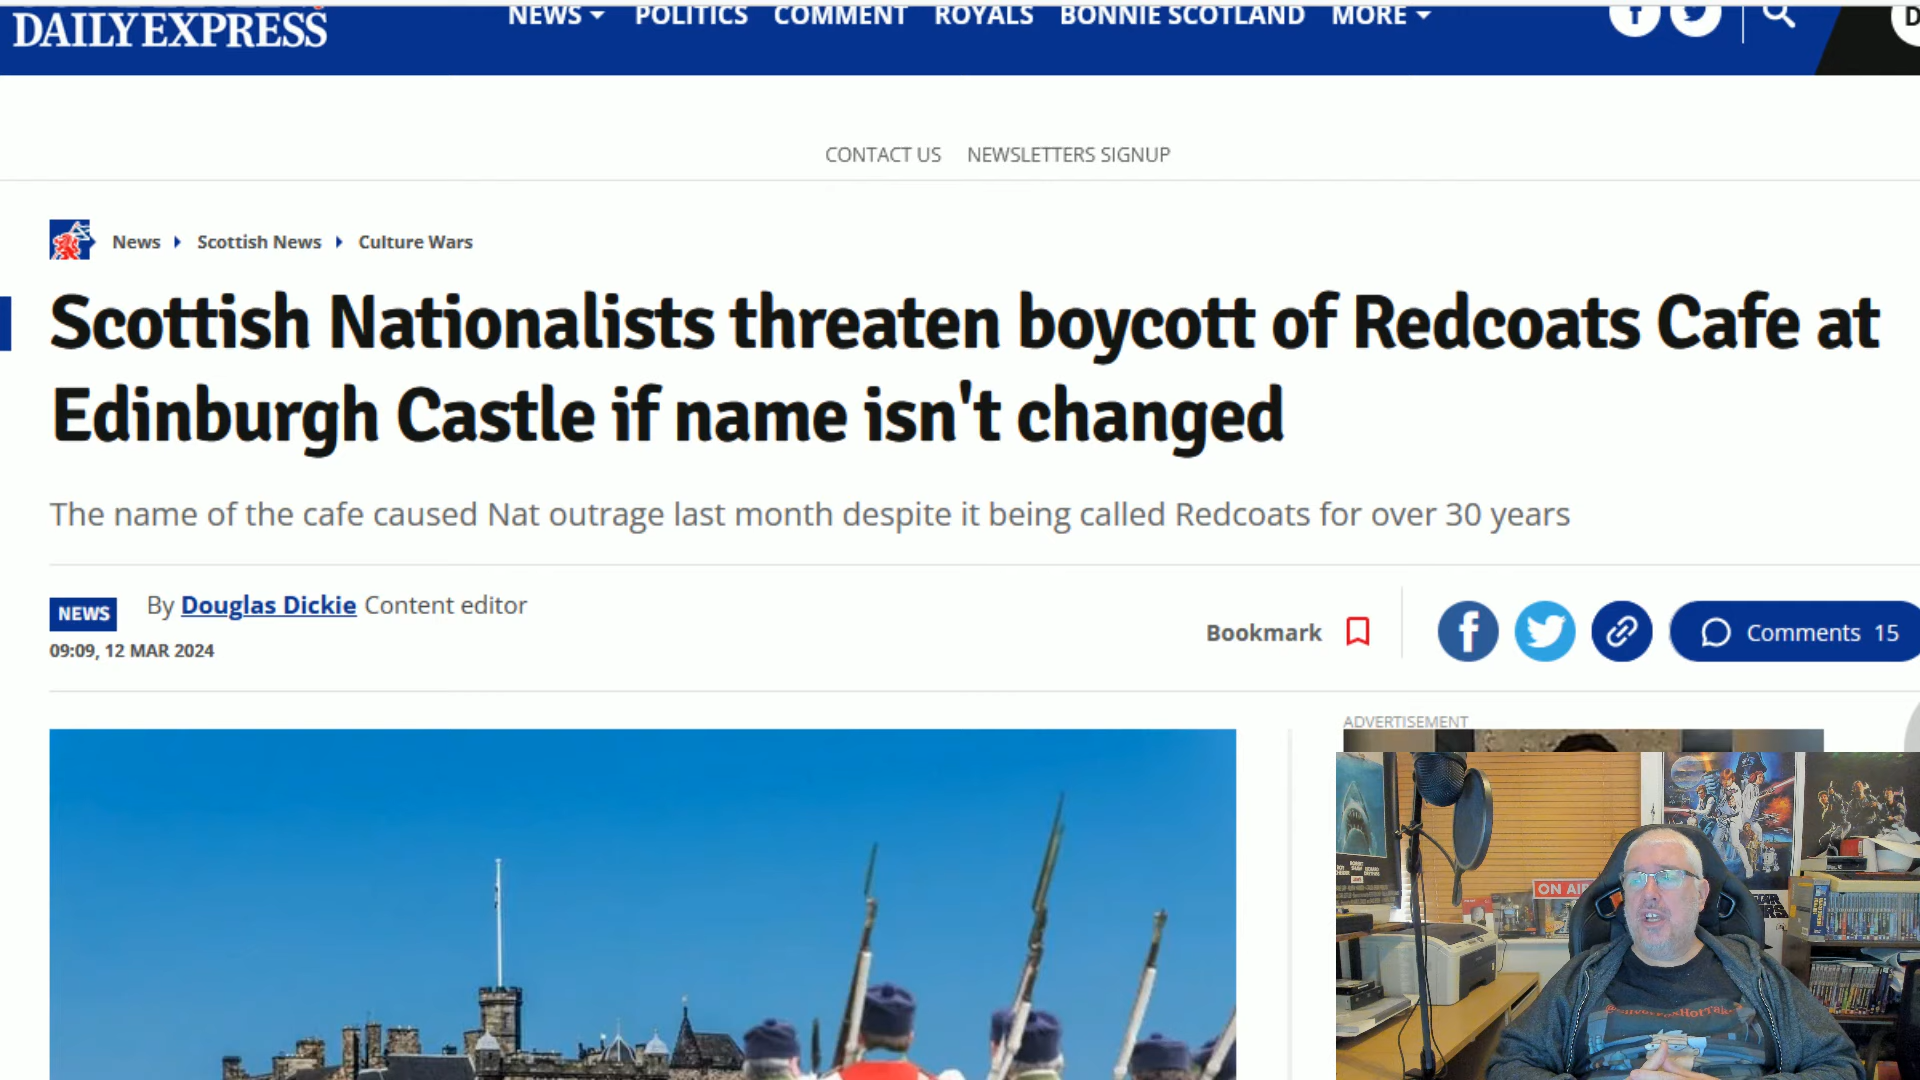 DAILY EXPRESS
NEWS POLITICS COMMENT ROYALS BONNIE SCOTLAND MORE
CONTACT US NEWSLETTERS SIGNUP
News Scottish News Culture Wars
Scottish Nationalists threaten boycott of Redcoats Cafe at
Edinburgh Castle if name isn't changed
The name of the cafe caused Nat outrage last month despite it being called Redcoats for over 30 years
NEWS By Douglas Dickie Content editor
09:09, 12 MAR 2024
Bookmark
Comments 15
ADVERTISEMENT
ON AIR